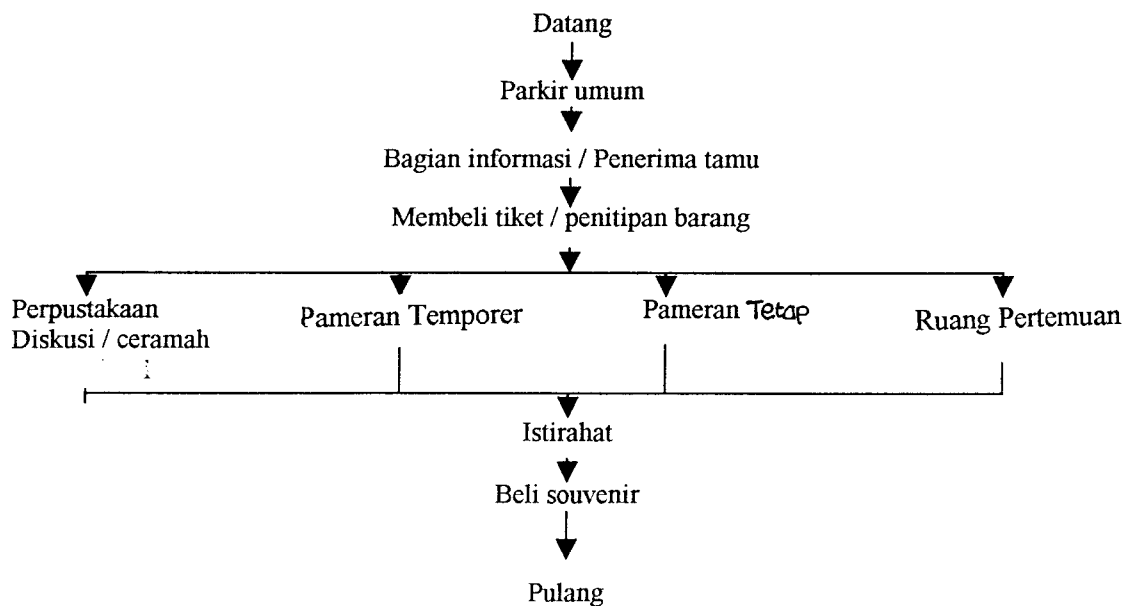 Datang
Parkir umum
Bagian informasi / Penerima tamu
Membeli tiket / penitipan barang
Perpustakaan
Diskusi / ceramah
Pameran Temporer
Pameran Tetap
Ruang Pertemuan
Istirahat
Beli souvenir
Pulang